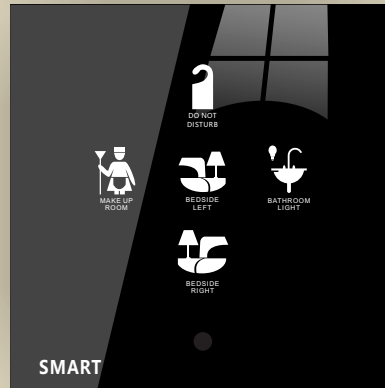 DO NOT
DISTURB
MAKE UP
ROOM
BEDSIDE
LEFT
BATHROOM
LIGHT
BEDSIDE
RIGHT
SMART